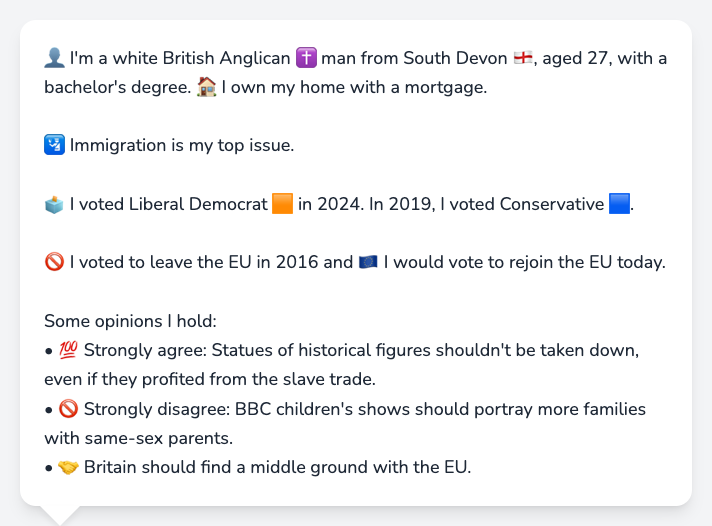 👤 I'm a white British Anglican ✝️ man from South Devon 🏴󠁧󠁢󠁥󠁮󠁧󠁿, aged 27, with a
bachelor's degree. 🏠 I own my home with a mortgage.
🛂 Immigration is my top issue.
🗳️ I voted Liberal Democrat 🟧 in 2024. In 2019, I voted Conservative 🟦.
🚫 I voted to leave the EU in 2016 and 🇪🇺 I would vote to rejoin the EU today.
Some opinions I hold:
• 💯 Strongly agree: Statues of historical figures shouldn't be taken down,
even if they profited from the slave trade.
• 🚫 Strongly disagree: BBC children's shows should portray more families
with same-sex parents.
• 🤝 Britain should find a middle ground with the EU.